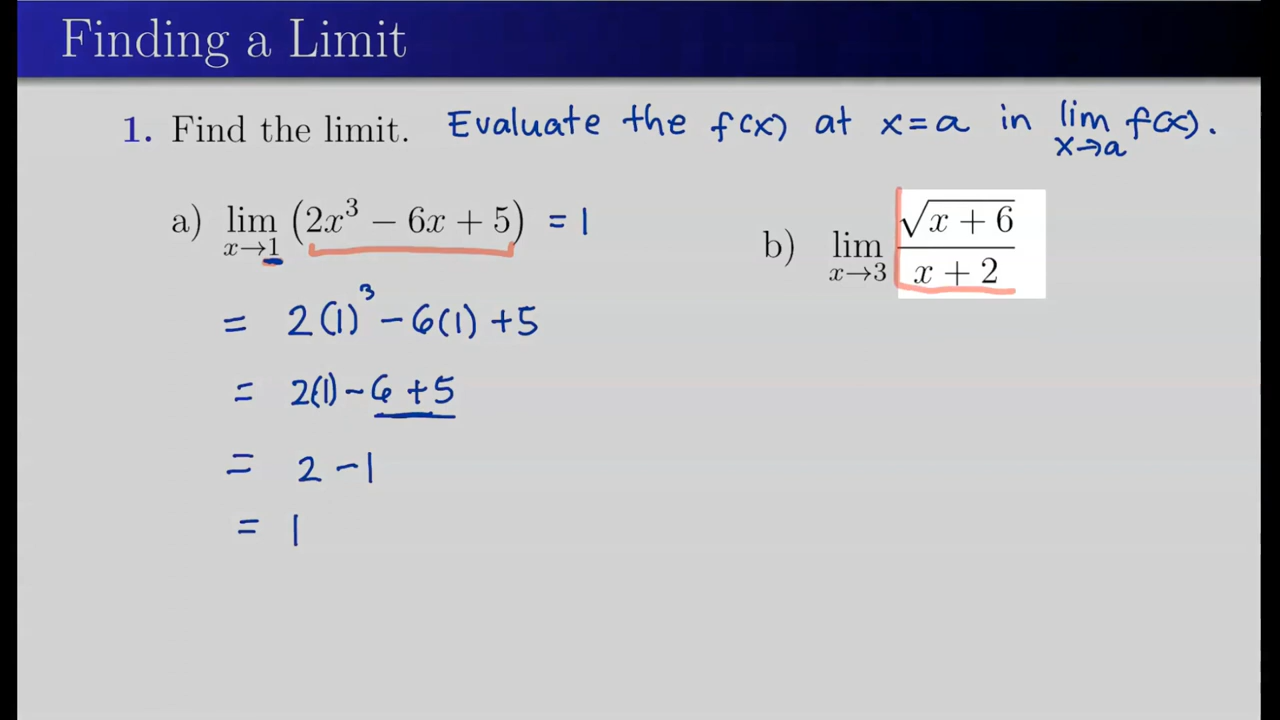 Finding a Limit
1. Find the limit. Evaluate the f(x) at x=a in lim x→a f(x).
a) lim x→1 (2x³ − 6x + 5) = 1
b) lim x→3 √(x + 6) / (x + 2)
= 2(1)³ − 6(1) + 5
= 2(1) − 6 + 5
= 2 − 1
= 1